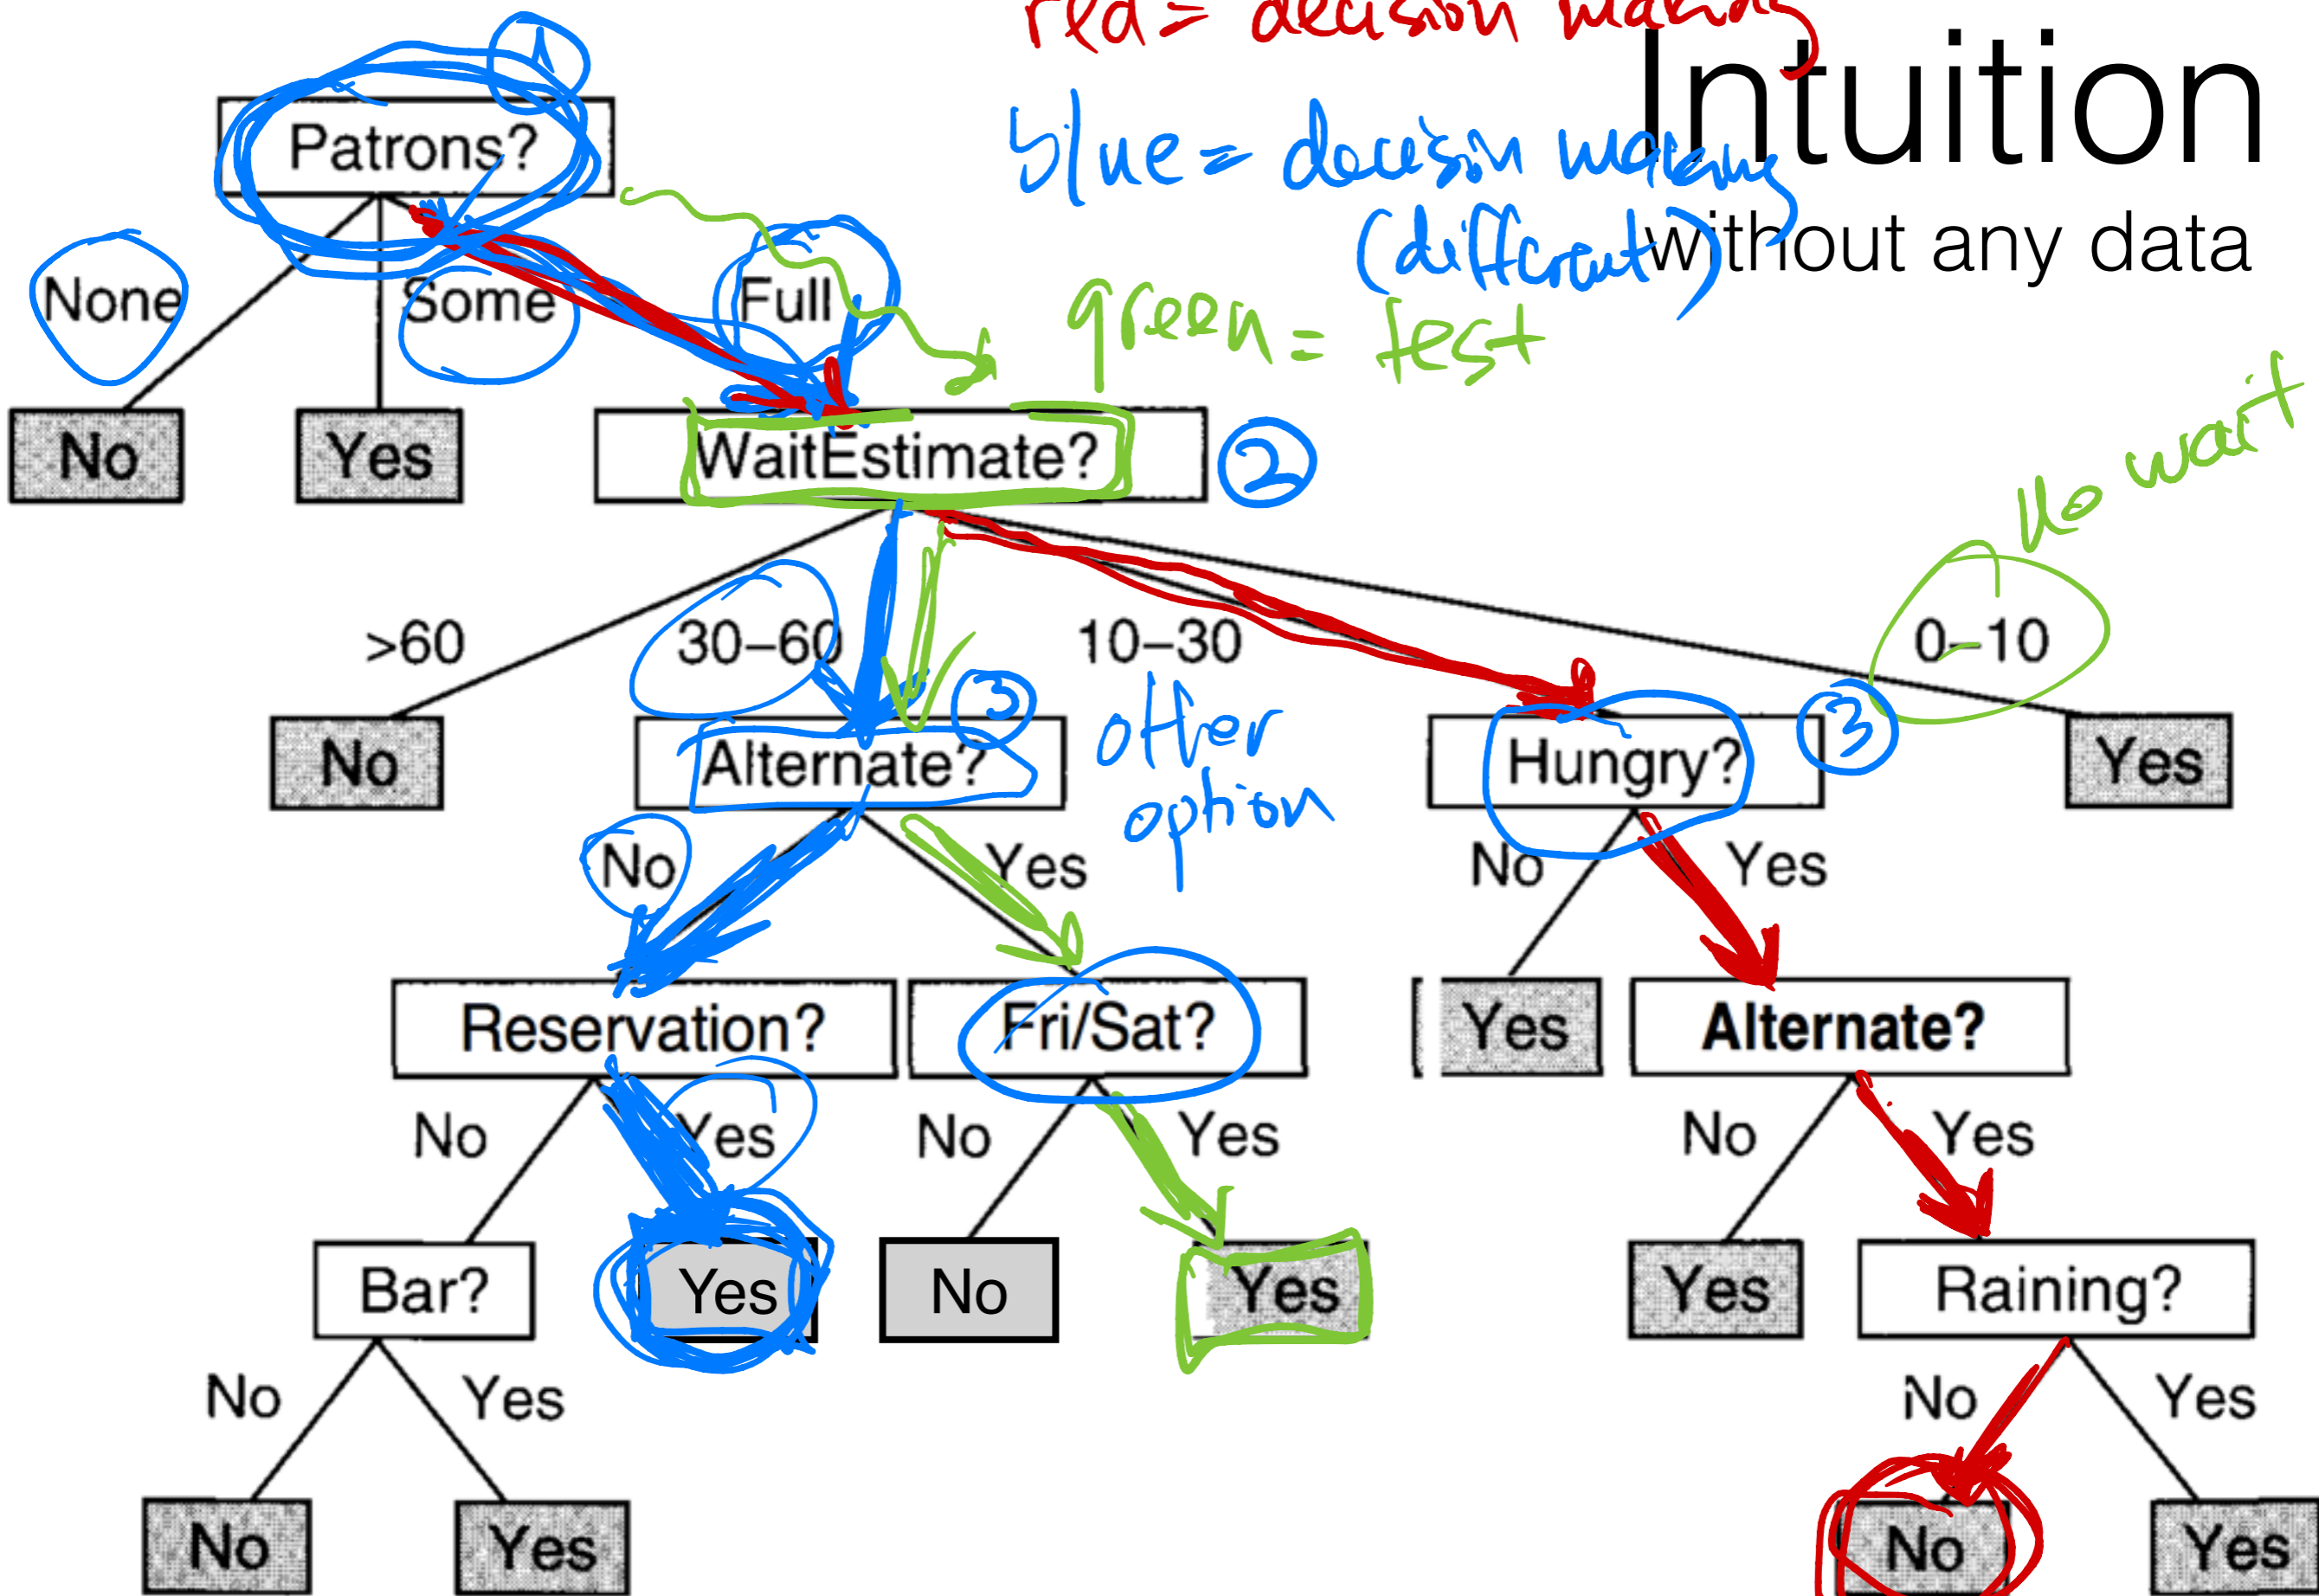 red = decision making
Intuition
blue = decision making
(different)
without any data
green = test
1
Patrons?
None
Some
Full
No
Yes
WaitEstimate?
2
No wait
>60
30–60
10–30
0–10
No
Alternate?
3
other
option
Hungry?
3
Yes
No
Yes
No
Yes
Reservation?
Fri/Sat?
Yes
Alternate?
No
Yes
No
Yes
No
Yes
Bar?
Yes
No
Yes
Yes
Raining?
No
Yes
No
Yes
No
Yes
No
Yes